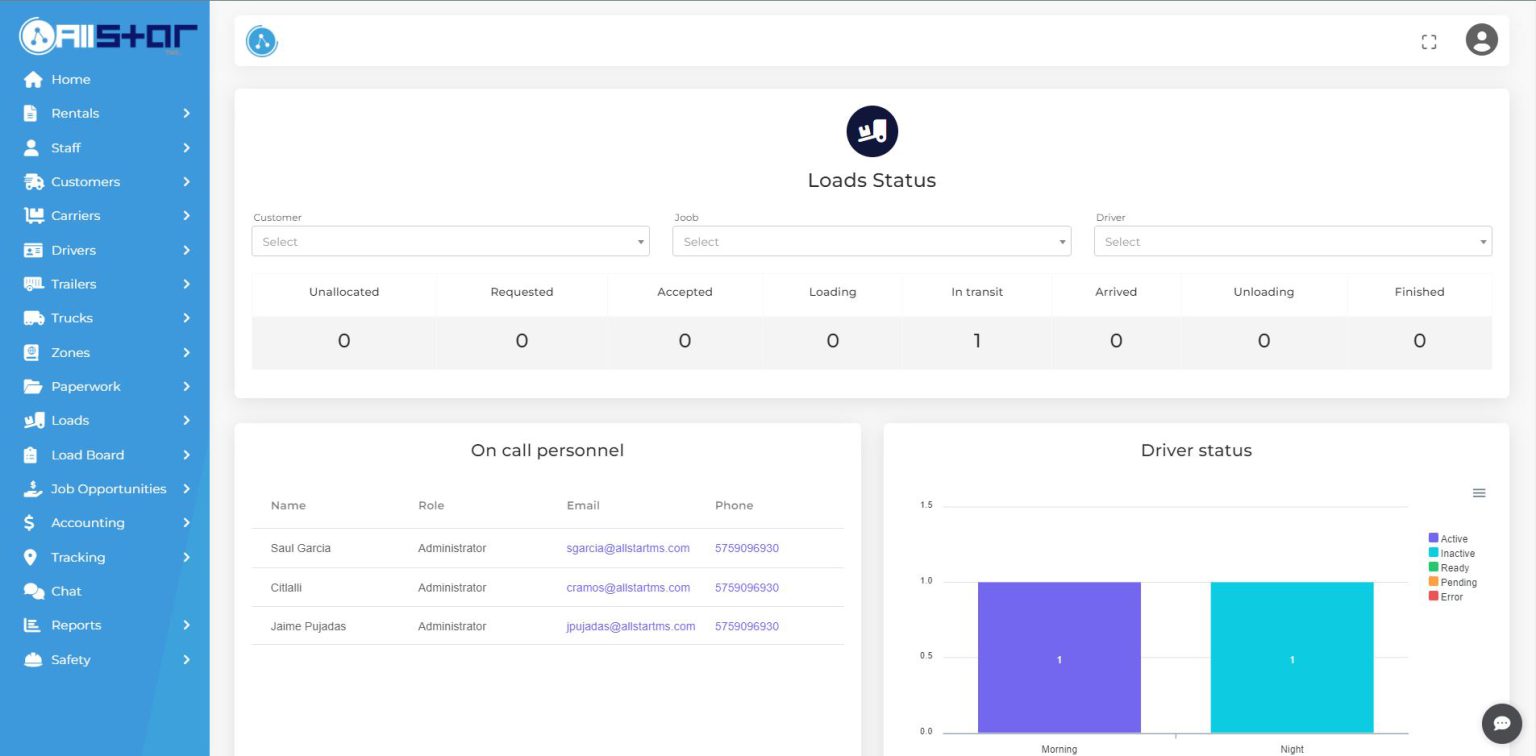 Allstar
Home
Rentals
Staff
Customers
Carriers
Drivers
Trailers
Trucks
Zones
Paperwork
Loads
Load Board
Job Opportunities
Accounting
Tracking
Chat
Reports
Safety
Loads Status
Customer Joob Driver
Select Select Select
Unallocated Requested Accepted Loading In transit Arrived Unloading Finished
0 0 0 0 1 0 0 0
On call personnel
Name Role Email Phone
Saul Garcia Administrator sgarcia@allstartms.com 5759096930
Citlalli Administrator cramos@allstartms.com 5759096930
Jaime Pujadas Administrator jpujadas@allstartms.com 5759096930
Driver status
1.5
1.0
0.5
0.0
1 1
Morning Night
Active
Inactive
Ready
Pending
Error